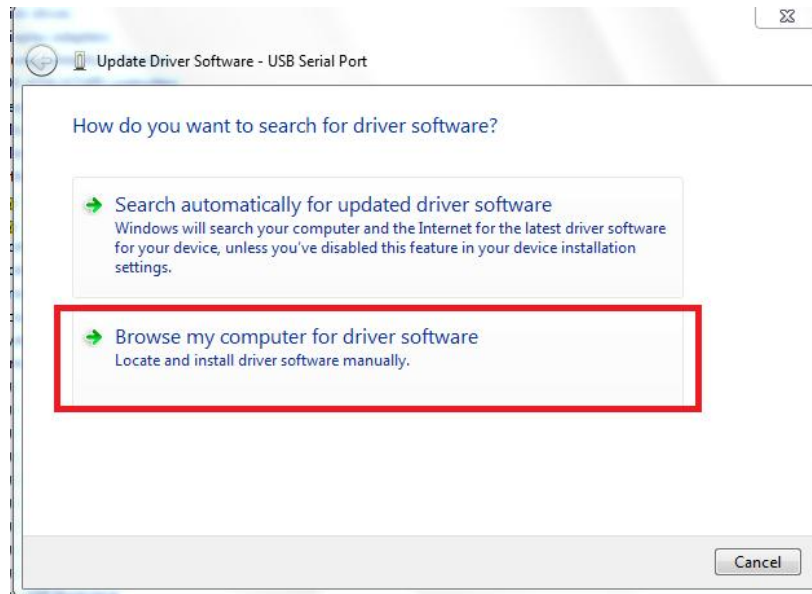 Update Driver Software - USB Serial Port
How do you want to search for driver software?
Search automatically for updated driver software
Windows will search your computer and the Internet for the latest driver software
for your device, unless you've disabled this feature in your device installation
settings.
Browse my computer for driver software
Locate and install driver software manually.
Cancel